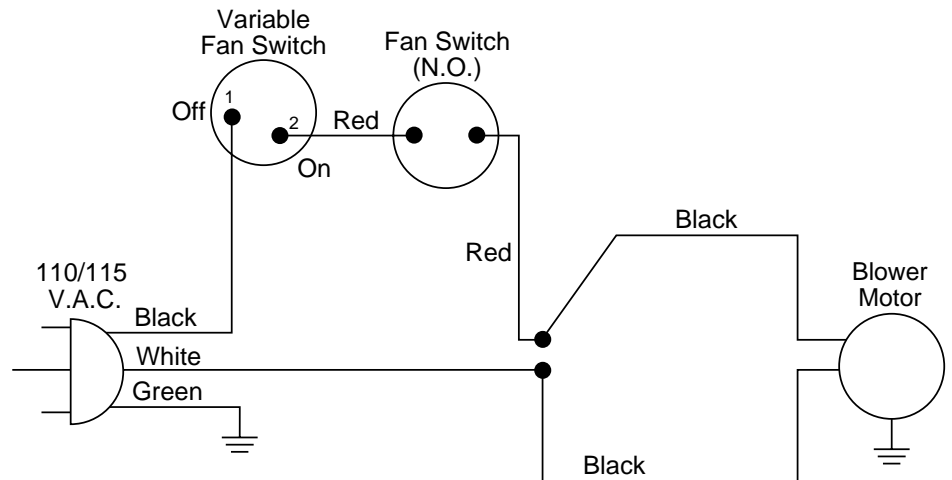 Variable
Fan Switch
Fan Switch
(N.O.)
Off
1
2
Red
On
Black
Red
110/115
V.A.C.
Blower
Motor
Black
White
Green
Black